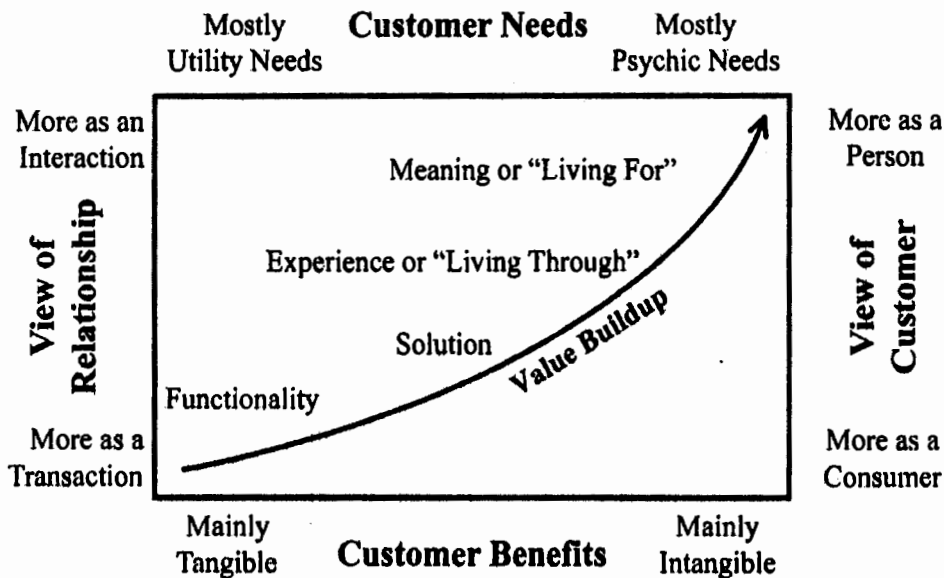 Mostly
Utility Needs
Customer Needs
Mostly
Psychic Needs
More as an
Interaction
View of
Relationship
More as a
Transaction
Meaning or “Living For”
Experience or “Living Through”
Solution
Value Buildup
Functionality
More as a
Person
View of
Customer
More as a
Consumer
Mainly
Tangible
Customer Benefits
Mainly
Intangible